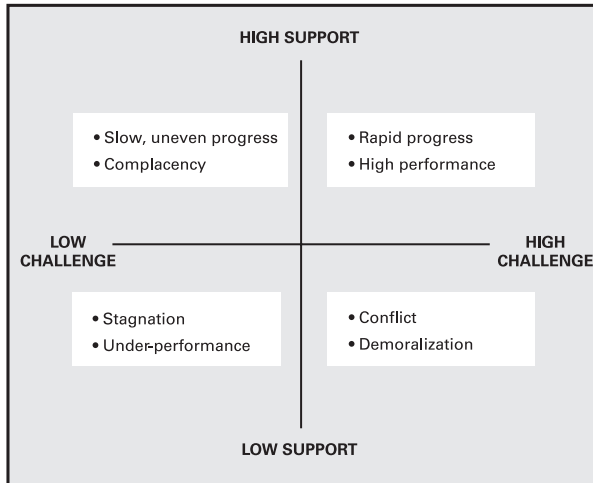 HIGH SUPPORT
• Slow, uneven progress
• Complacency
• Rapid progress
• High performance
LOW
CHALLENGE
HIGH
CHALLENGE
• Stagnation
• Under-performance
• Conflict
• Demoralization
LOW SUPPORT